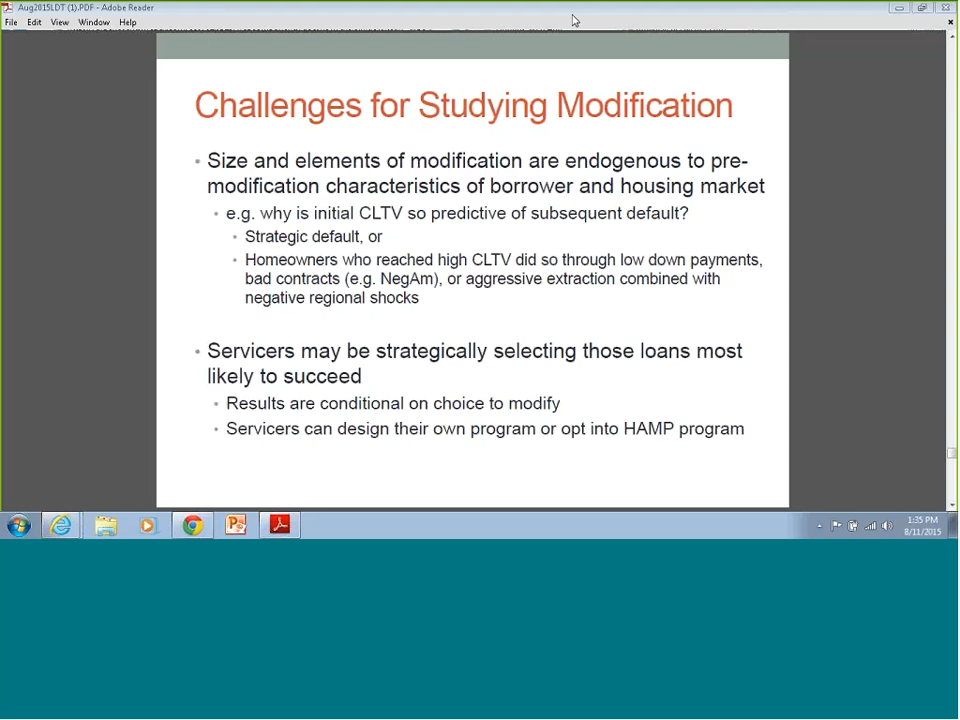 Aug2015LDT (1).PDF - Adobe Reader
File Edit View Window Help
Challenges for Studying Modification
• Size and elements of modification are endogenous to pre-
modification characteristics of borrower and housing market
• e.g. why is initial CLTV so predictive of subsequent default?
• Strategic default, or
• Homeowners who reached high CLTV did so through low down payments,
bad contracts (e.g. NegAm), or aggressive extraction combined with
negative regional shocks
• Servicers may be strategically selecting those loans most
likely to succeed
• Results are conditional on choice to modify
• Servicers can design their own program or opt into HAMP program
1:35 PM
8/11/2015